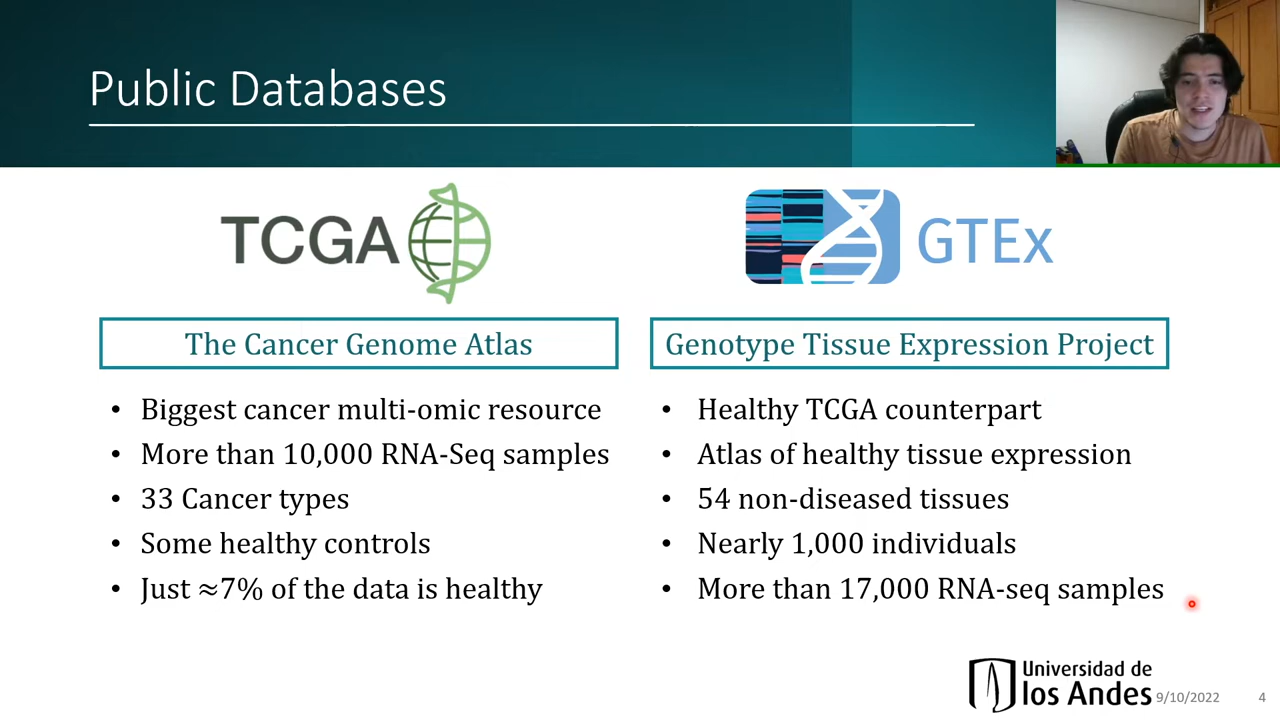 Public Databases
TCGA
GTEx
The Cancer Genome Atlas
Genotype Tissue Expression Project
• Biggest cancer multi-omic resource
• More than 10,000 RNA-Seq samples
• 33 Cancer types
• Some healthy controls
• Just ≈7% of the data is healthy
• Healthy TCGA counterpart
• Atlas of healthy tissue expression
• 54 non-diseased tissues
• Nearly 1,000 individuals
• More than 17,000 RNA-seq samples
Universidad de
los Andes
9/10/2022
4